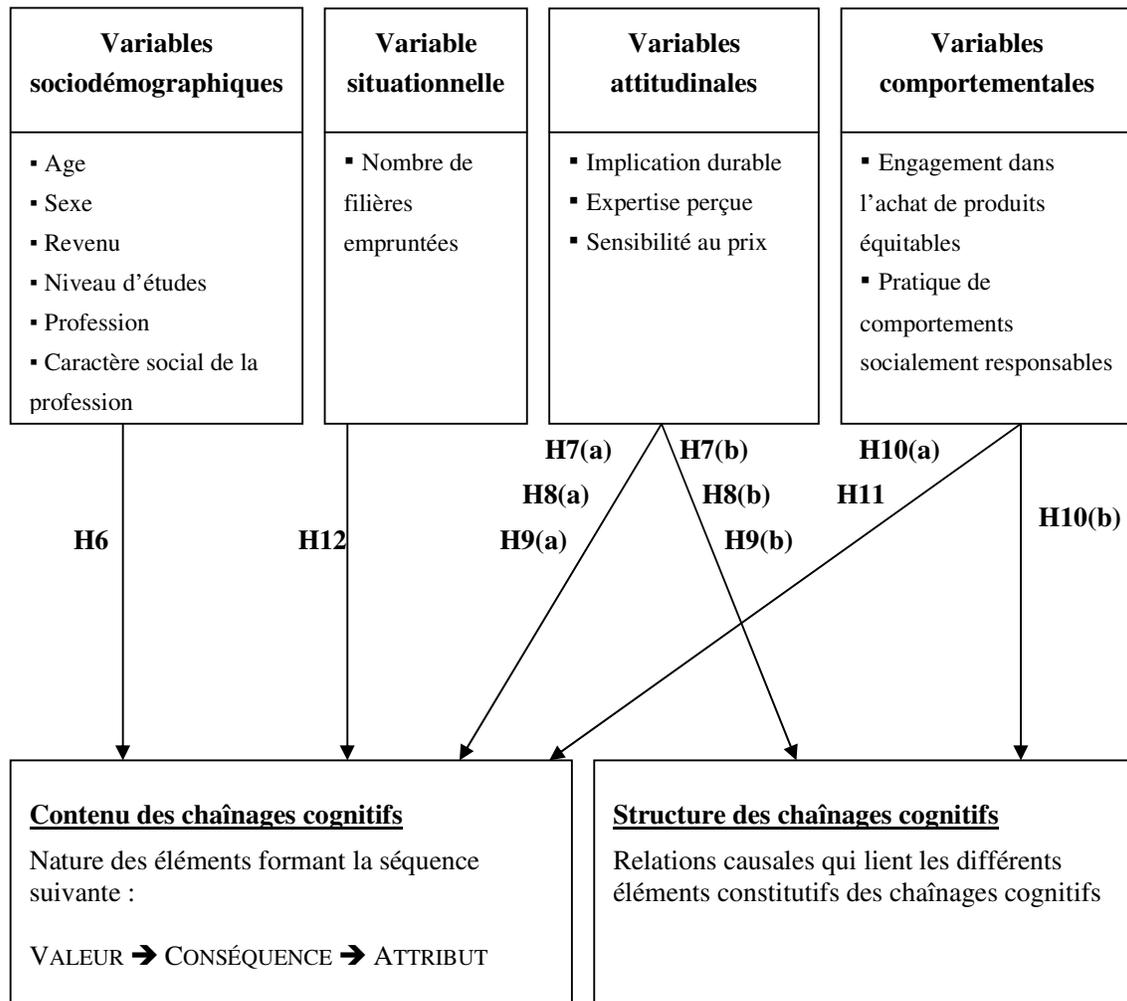 Variables
sociodémographiques
▪ Age
▪ Sexe
▪ Revenu
▪ Niveau d’études
▪ Profession
▪ Caractère social de la
profession
Variable
situationnelle
▪ Nombre de
filières
empruntées
Variables
attitudinales
▪ Implication durable
▪ Expertise perçue
▪ Sensibilité au prix
Variables
comportementales
▪ Engagement dans
l’achat de produits
équitables
▪ Pratique de
comportements
socialement responsables
H6
H12
H7(a)
H8(a)
H9(a)
H7(b)
H8(b)
H9(b)
H10(a)
H11
H10(b)
Contenu des chaînages cognitifs
Nature des éléments formant la séquence
suivante :
VALEUR ➔ CONSÉQUENCE ➔ ATTRIBUT
Structure des chaînages cognitifs
Relations causales qui lient les différents
éléments constitutifs des chaînages cognitifs